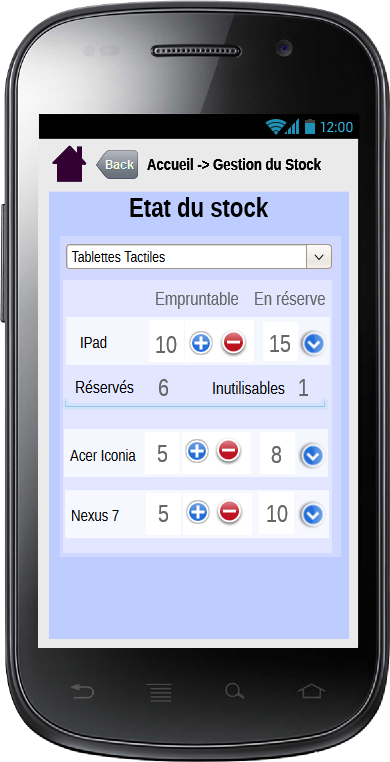 12:00
Back Accueil -> Gestion du Stock
Etat du stock
Tablettes Tactiles
Empruntable En réserve
IPad 10 15
Réservés 6 Inutilisables 1
Acer Iconia 5 8
Nexus 7 5 10